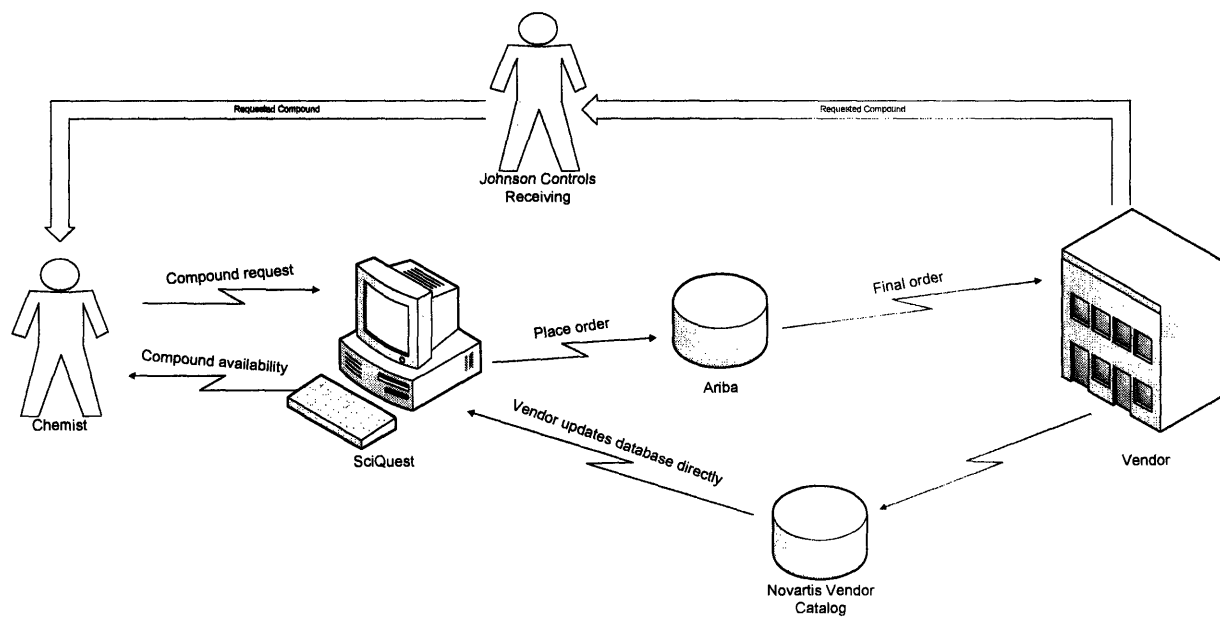 Requested Compound
Requested Compound
Johnson Controls
Receiving
Compound request
Place order
Final order
Compound availability
Ariba
Chemist
SciQuest
Vendor updates database directly
Vendor
Novartis Vendor
Catalog